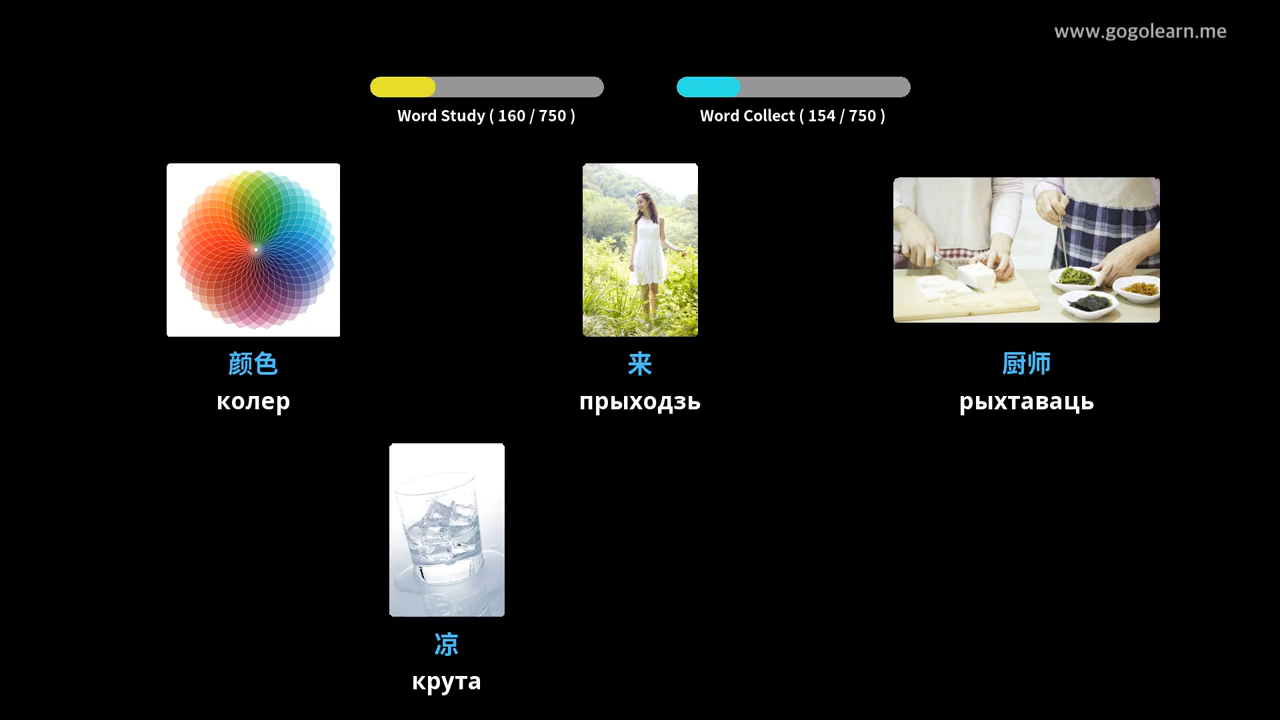 www.gogolearn.me
Word Study ( 160 / 750 )
Word Collect ( 154 / 750 )
颜色
колер
来
прыходзь
厨师
рыхтаваць
凉
крута